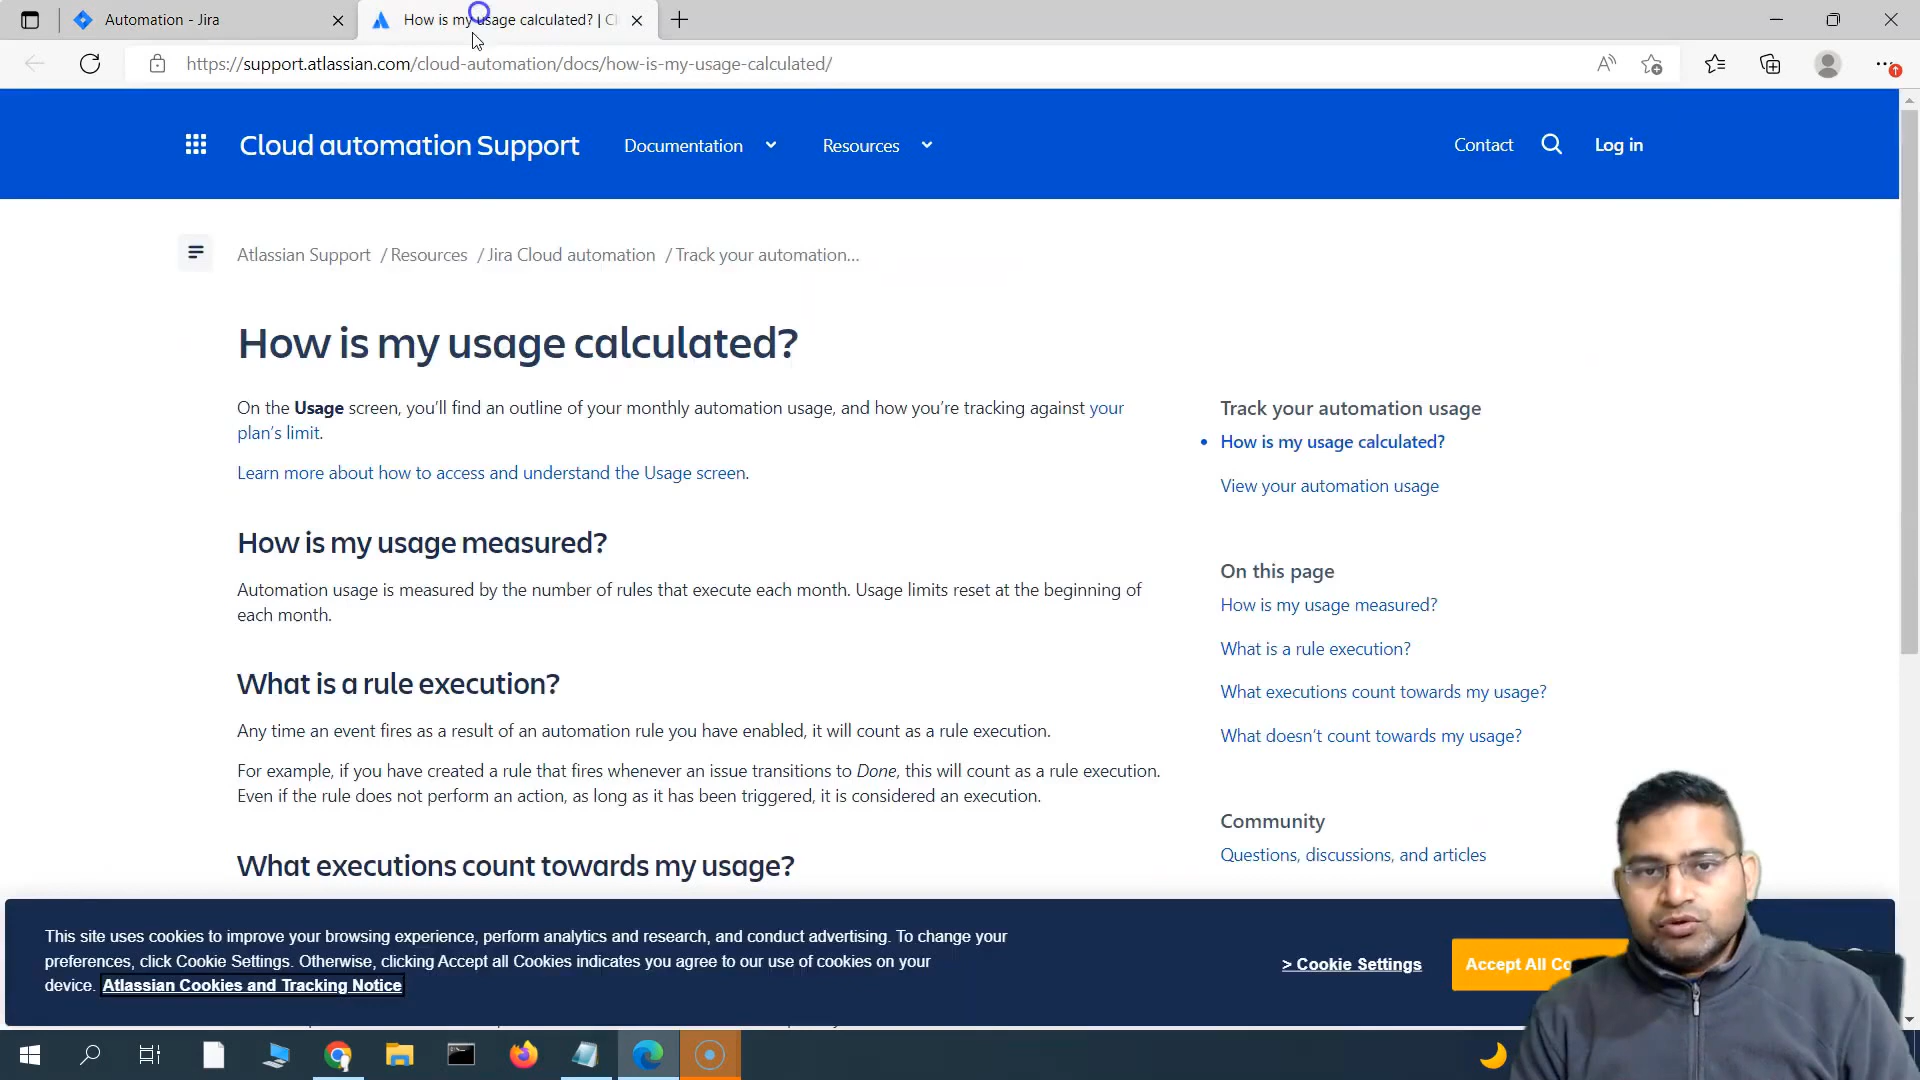 Automation - Jira
How is my usage calculated? | Cl
https://support.atlassian.com/cloud-automation/docs/how-is-my-usage-calculated/
Cloud automation Support
Documentation
Resources
Contact
Log in
Atlassian Support / Resources / Jira Cloud automation / Track your automation...
How is my usage calculated?
On the Usage screen, you'll find an outline of your monthly automation usage, and how you're tracking against your
plan's limit.
Learn more about how to access and understand the Usage screen.
How is my usage measured?
Automation usage is measured by the number of rules that execute each month. Usage limits reset at the beginning of
each month.
What is a rule execution?
Any time an event fires as a result of an automation rule you have enabled, it will count as a rule execution.
For example, if you have created a rule that fires whenever an issue transitions to Done, this will count as a rule execution.
Even if the rule does not perform an action, as long as it has been triggered, it is considered an execution.
What executions count towards my usage?
Track your automation usage
• How is my usage calculated?
View your automation usage
On this page
How is my usage measured?
What is a rule execution?
What executions count towards my usage?
What doesn't count towards my usage?
Community
Questions, discussions, and articles
This site uses cookies to improve your browsing experience, perform analytics and research, and conduct advertising. To change your
preferences, click Cookie Settings. Otherwise, clicking Accept all Cookies indicates you agree to our use of cookies on your
device. Atlassian Cookies and Tracking Notice
> Cookie Settings
Accept All Co